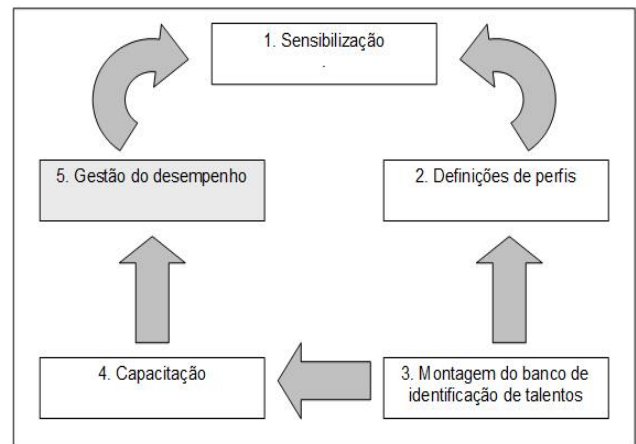 1. Sensibilização
.
5. Gestão do desempenho
2. Definições de perfis
4. Capacitação
3. Montagem do banco de
identificação de talentos